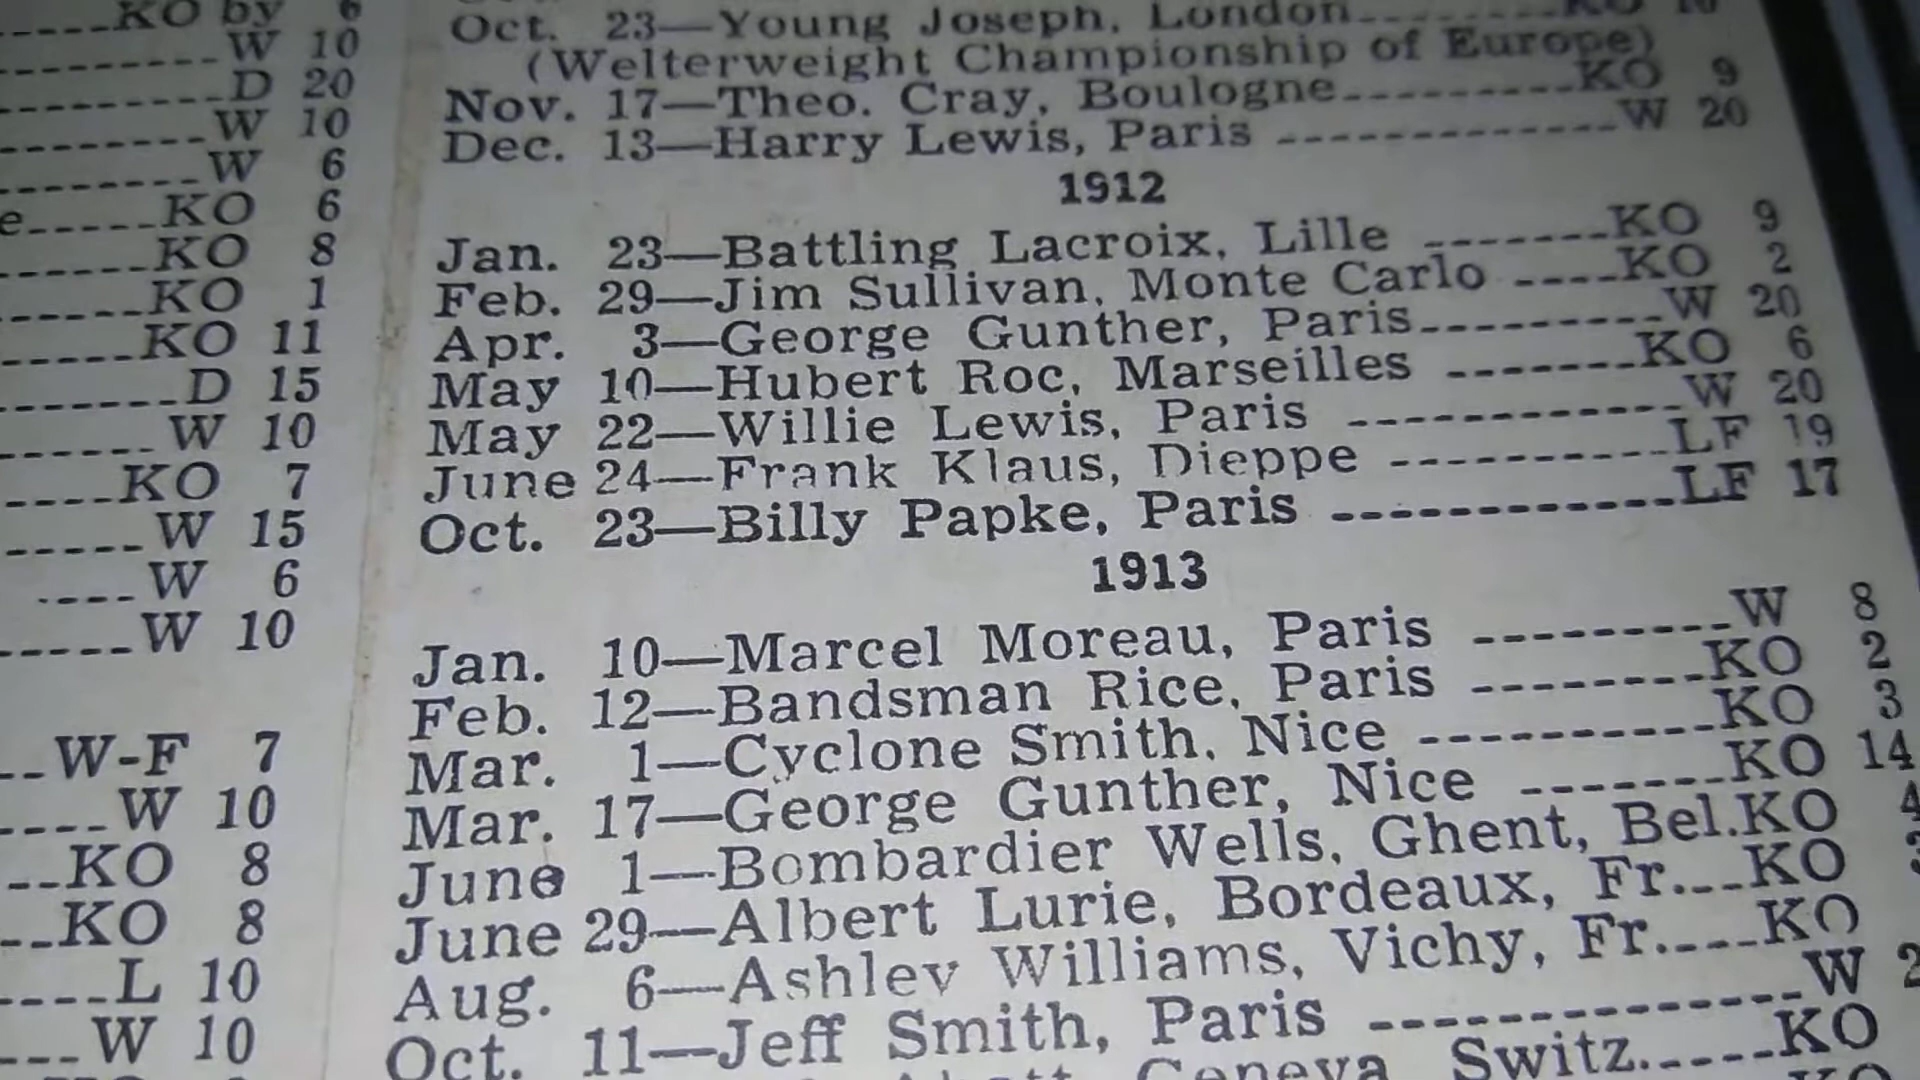 KO by 6
W 10
D 20
W 10
W 6
e-----KO 6
KO 8
KO 1
KO 11
D 15
W 10
KO 7
W 15
W 6
W 10
W-F 7
W 10
KO 8
KO 8
L 10
W 10
Oct. 23—Young Joseph, London--------KO 10
(Welterweight Championship of Europe)
Nov. 17—Theo. Cray, Boulogne----------KO 9
Dec. 13—Harry Lewis, Paris --------------W 20
1912
Jan. 23—Battling Lacroix, Lille -------KO 9
Feb. 29—Jim Sullivan, Monte Carlo ----KO 2
Apr. 3—George Gunther, Paris----------W 20
May 10—Hubert Roc, Marseilles -------KO 6
May 22—Willie Lewis, Paris -------------W 20
June 24—Frank Klaus, Dieppe ----------LF 19
Oct. 23—Billy Papke, Paris ------------LF 17
1913
Jan. 10—Marcel Moreau, Paris ---------W 8
Feb. 12—Bandsman Rice, Paris --------KO 2
Mar. 1—Cyclone Smith, Nice ----------KO 3
Mar. 17—George Gunther, Nice -------KO 14
June 1—Bombardier Wells, Ghent, Bel.KO 4
June 29—Albert Lurie, Bordeaux, Fr.---KO
Aug. 6—Ashley Williams, Vichy, Fr.----KO
Oct. 11—Jeff Smith, Paris --------------W 2
Geneva Switz.-----KO